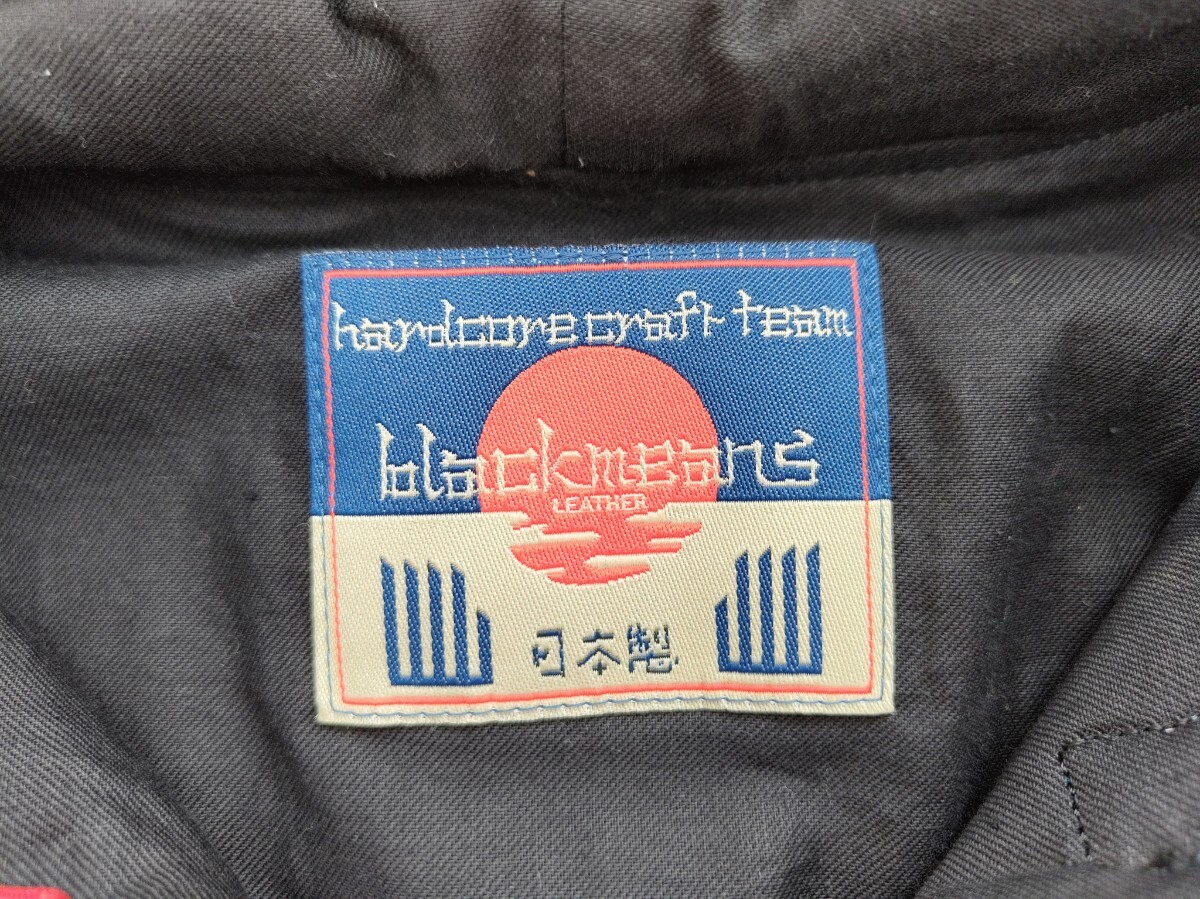 hardcore craft team
blackmeans
LEATHER
日本製